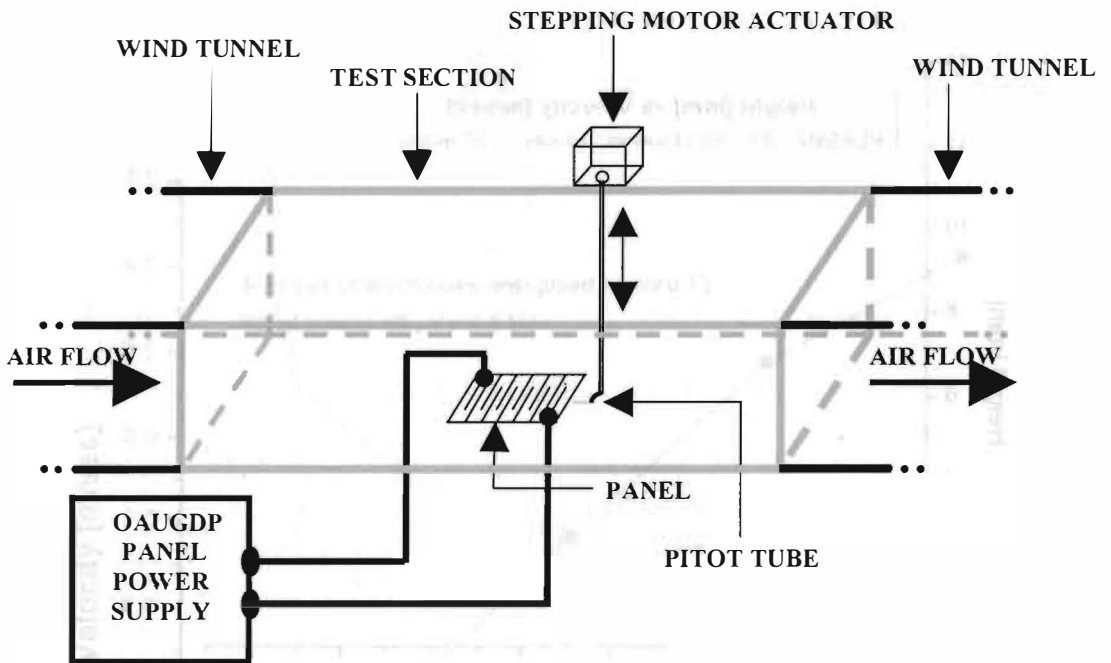 STEPPING MOTOR ACTUATOR
WIND TUNNEL
TEST SECTION
WIND TUNNEL
AIR FLOW
AIR FLOW
PANEL
PITOT TUBE
OAUGDP
PANEL
POWER
SUPPLY